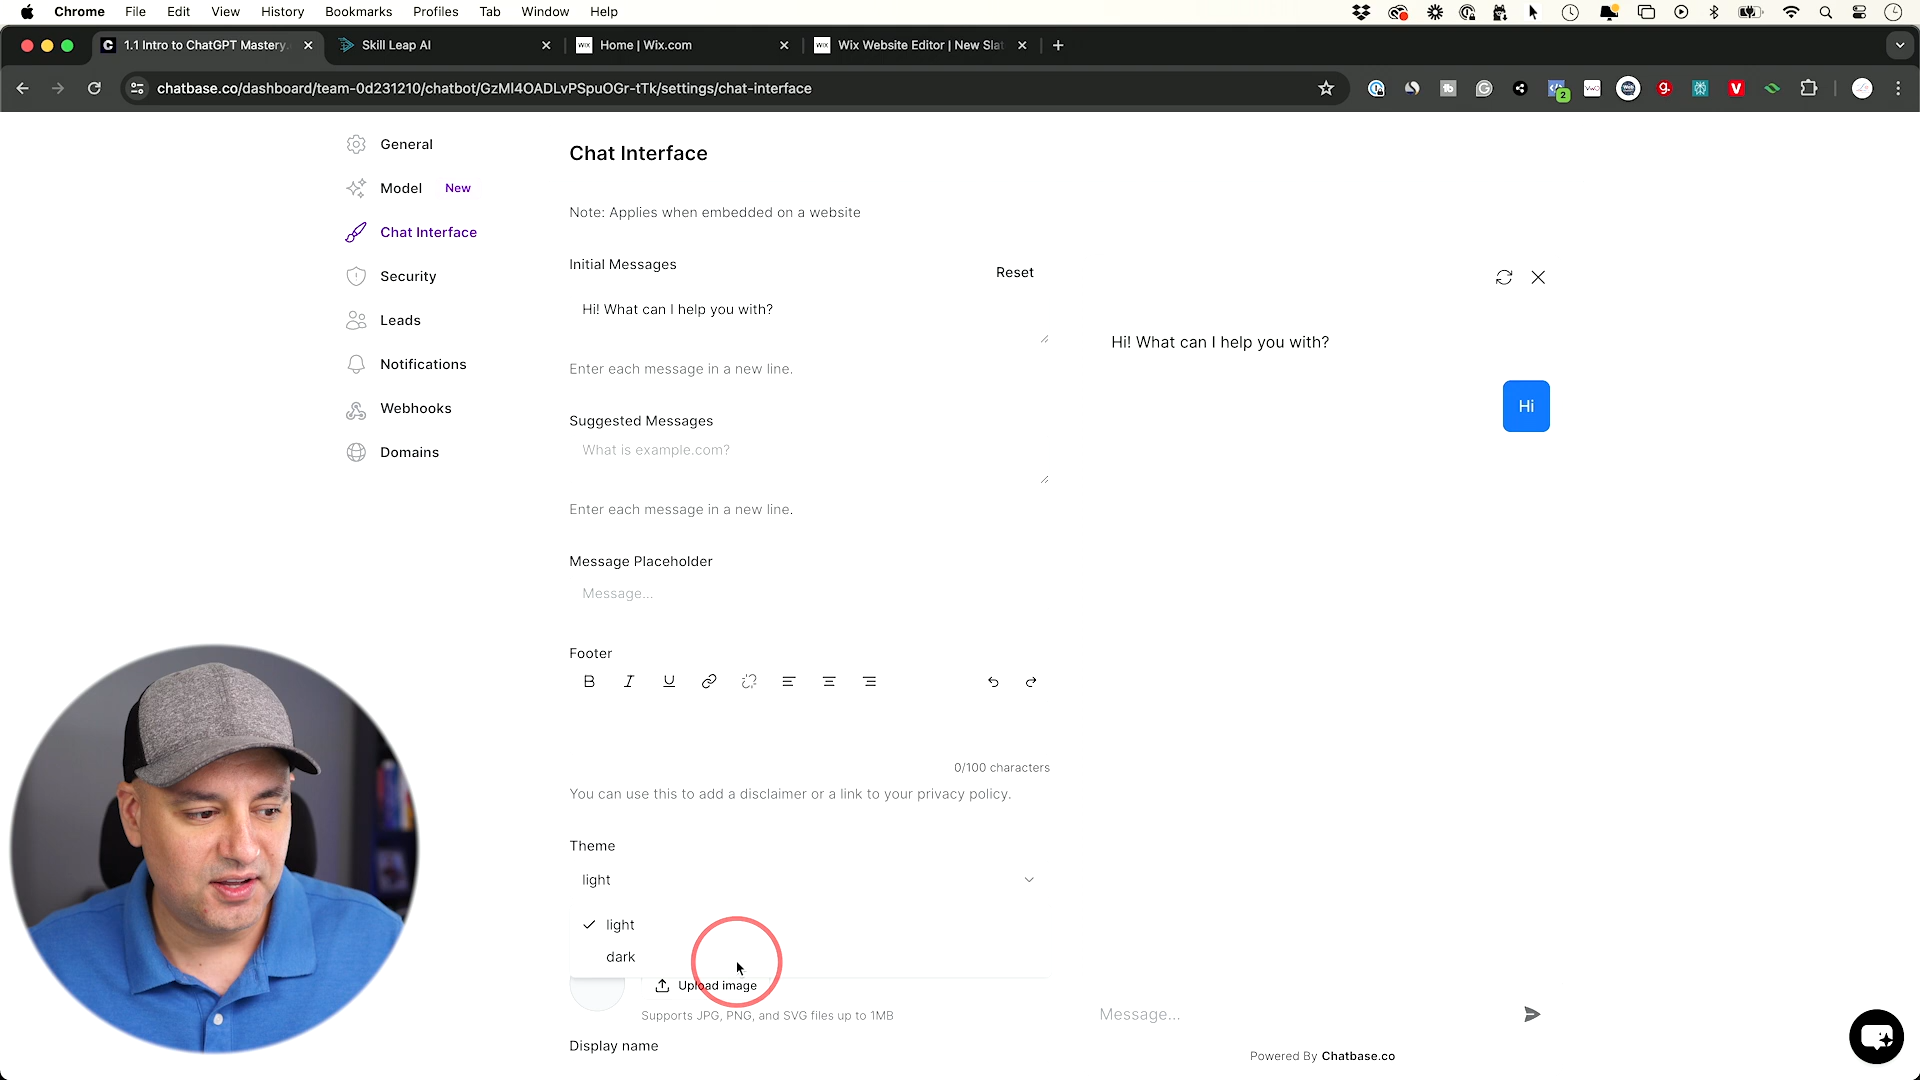 Chrome File Edit View History Bookmarks Profiles Tab Window Help
1.1 Intro to ChatGPT Mastery.
Skill Leap AI
WIX Home | Wix.com
WIX Wix Website Editor | New Slat
chatbase.co/dashboard/team-0d231210/chatbot/GzMI4OADLvPSpuOGr-tTk/settings/chat-interface
2
General
Model New
Chat Interface
Security
Leads
Notifications
Webhooks
Domains
Chat Interface
Note: Applies when embedded on a website
Initial Messages
Reset
Hi! What can I help you with?
Enter each message in a new line.
Suggested Messages
What is example.com?
Enter each message in a new line.
Message Placeholder
Message...
Footer
B I U
0/100 characters
You can use this to add a disclaimer or a link to your privacy policy.
Theme
light
light
dark
Upload image
Supports JPG, PNG, and SVG files up to 1MB
Display name
Hi! What can I help you with?
Hi
Message...
Powered By Chatbase.co